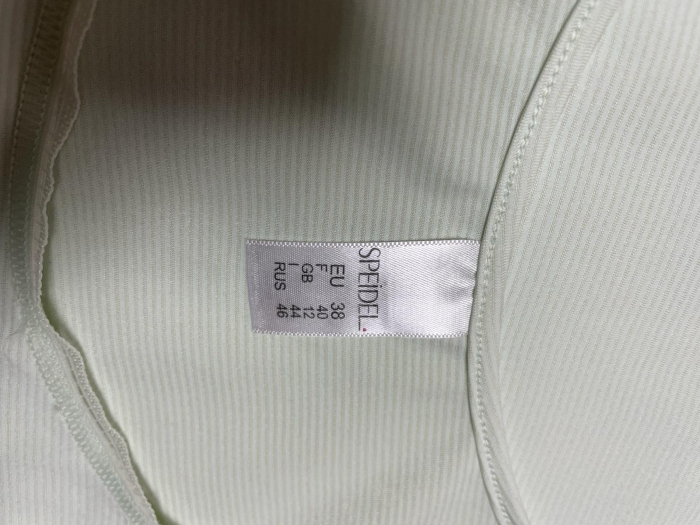 SPEIDEL
EU 38
F 40
GB 12
I 44
RUS 46